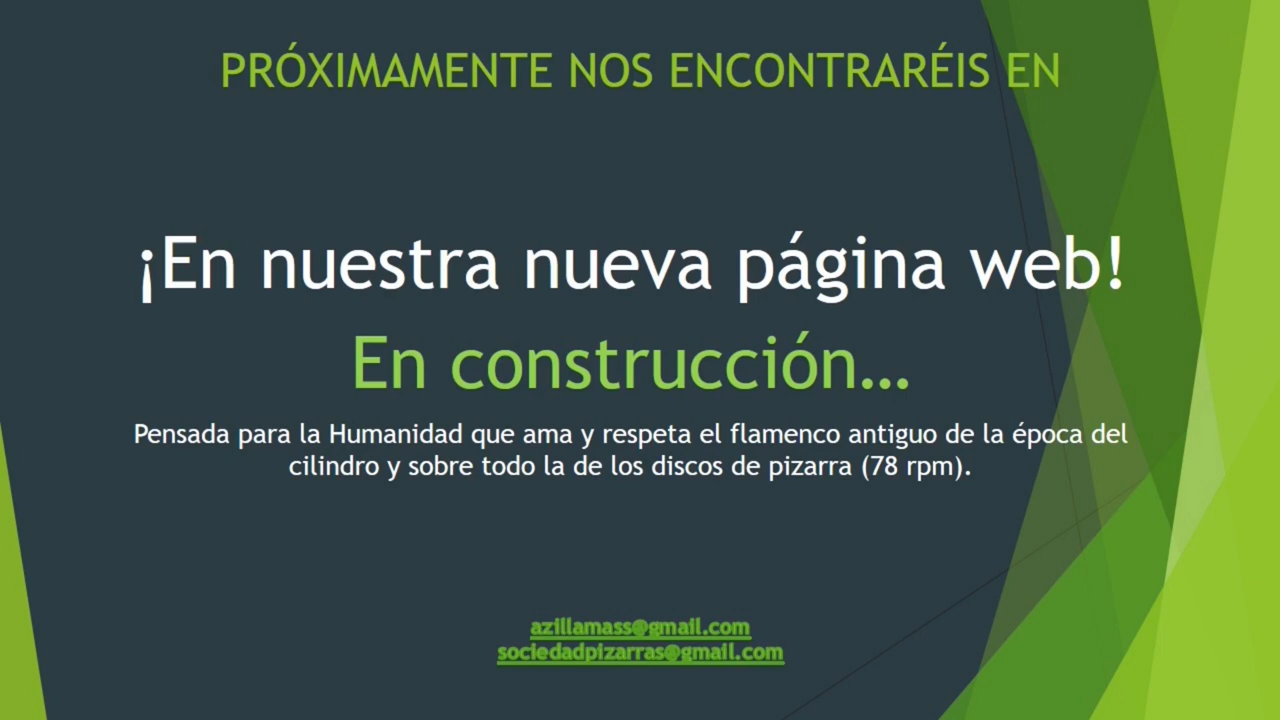 PRÓXIMAMENTE NOS ENCONTRARÉIS EN
¡En nuestra nueva página web!
En construcción…
Pensada para la Humanidad que ama y respeta el flamenco antiguo de la época del
cilindro y sobre todo la de los discos de pizarra (78 rpm).
azillamass@gmail.com
sociedadpizarras@gmail.com